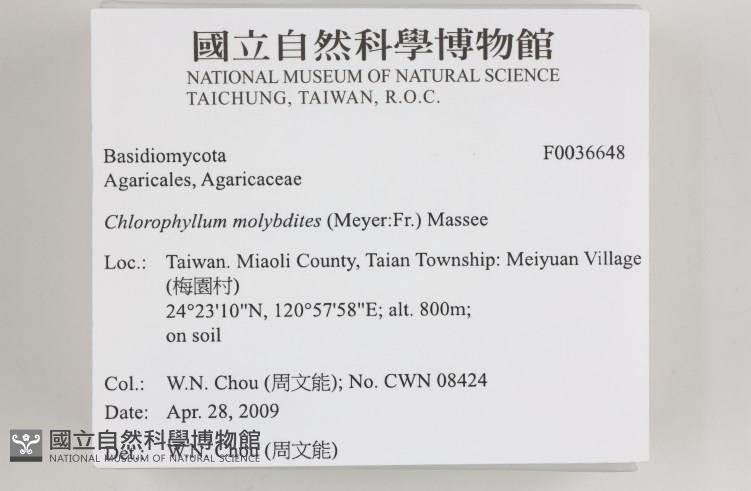 國立自然科學博物館
NATIONAL MUSEUM OF NATURAL SCIENCE
TAICHUNG, TAIWAN, R.O.C.
Basidiomycota F0036648
Agaricales, Agaricaceae
Chlorophyllum molybdites (Meyer:Fr.) Massee
Loc.: Taiwan. Miaoli County, Taian Township: Meiyuan Village
(梅園村)
24°23'10"N, 120°57'58"E; alt. 800m;
on soil
Col.: W.N. Chou (周文能); No. CWN 08424
Date: Apr. 28, 2009
Det.: W.N. Chou (周文能)
國立自然科學博物館
NATIONAL MUSEUM OF NATURAL SCIENCE